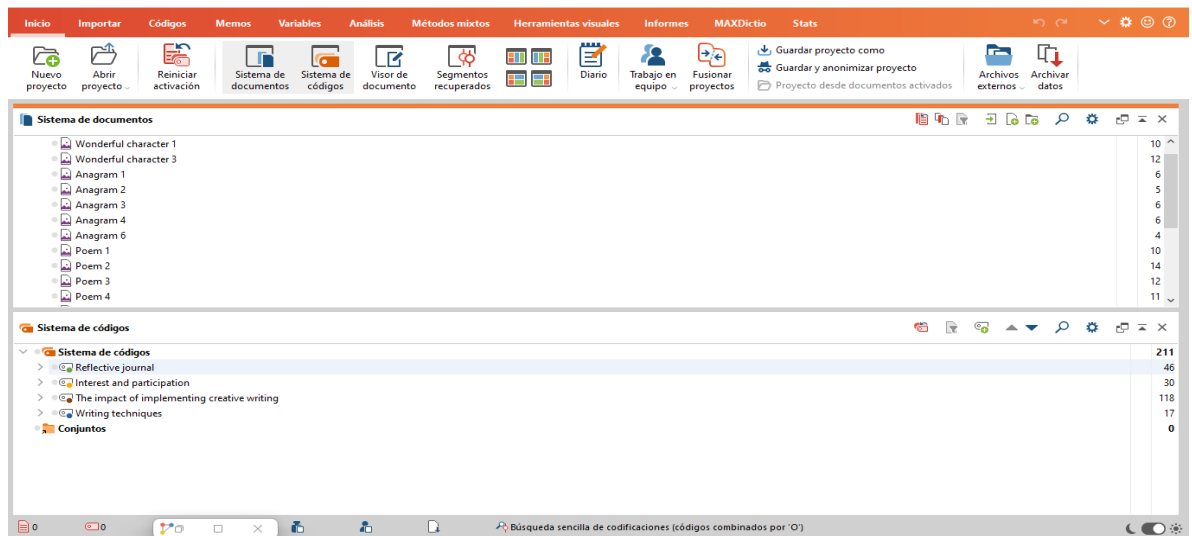 Inicio Importar Códigos Memos Variables Análisis Métodos mixtos Herramientas visuales Informes MAXDictio Stats
Nuevo proyecto
Abrir proyecto
Reiniciar activación
Sistema de documentos
Sistema de códigos
Visor de documento
Segmentos recuperados
Diario
Trabajo en equipo
Fusionar proyectos
Guardar proyecto como
Guardar y anonimizar proyecto
Proyecto desde documentos activados
Archivos externos
Archivar datos
Sistema de documentos
Wonderful character 1 10
Wonderful character 3 12
Anagram 1 6
Anagram 2 5
Anagram 3 6
Anagram 4 6
Anagram 6 4
Poem 1 10
Poem 2 14
Poem 3 12
Poem 4 11
Sistema de códigos
Sistema de códigos 211
Reflective journal 46
Interest and participation 30
The impact of implementing creative writing 118
Writing techniques 17
Conjuntos 0
0 0 Búsqueda sencilla de codificaciones (códigos combinados por 'O')